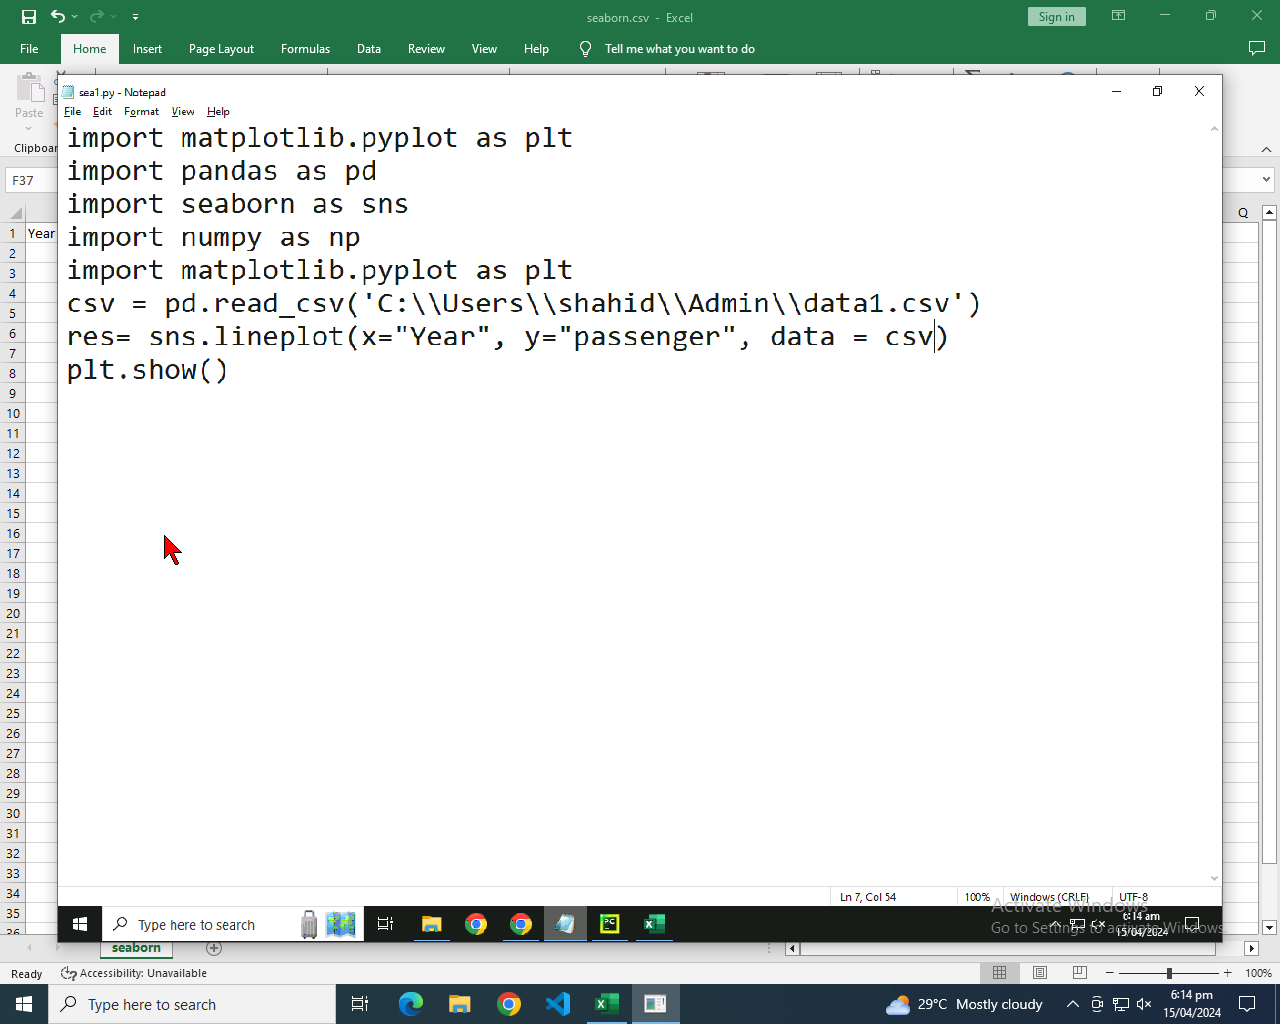 seaborn.csv - Excel
Sign in
File Home Insert Page Layout Formulas Data Review View Help Tell me what you want to do
Paste
Clipboar
F37
Q
1 Year
2
3
4
5
6
7
8
9
10
11
12
13
14
15
16
17
18
19
20
21
22
23
24
25
26
27
28
29
30
31
32
33
34
35
36
sea1.py - Notepad
File Edit Format View Help
import matplotlib.pyplot as plt
import pandas as pd
import seaborn as sns
import numpy as np
import matplotlib.pyplot as plt
csv = pd.read_csv('C:\\Users\\shahid\\Admin\\data1.csv')
res= sns.lineplot(x="Year", y="passenger", data = csv)
plt.show()
Ln 7, Col 54 100% Windows (CRLF) UTF-8
Activate Windows
Go to Settings to activate Windows.
Type here to search
6:14 am
15/04/2024
seaborn
Ready Accessibility: Unavailable 100%
Type here to search
29°C Mostly cloudy
6:14 pm
15/04/2024